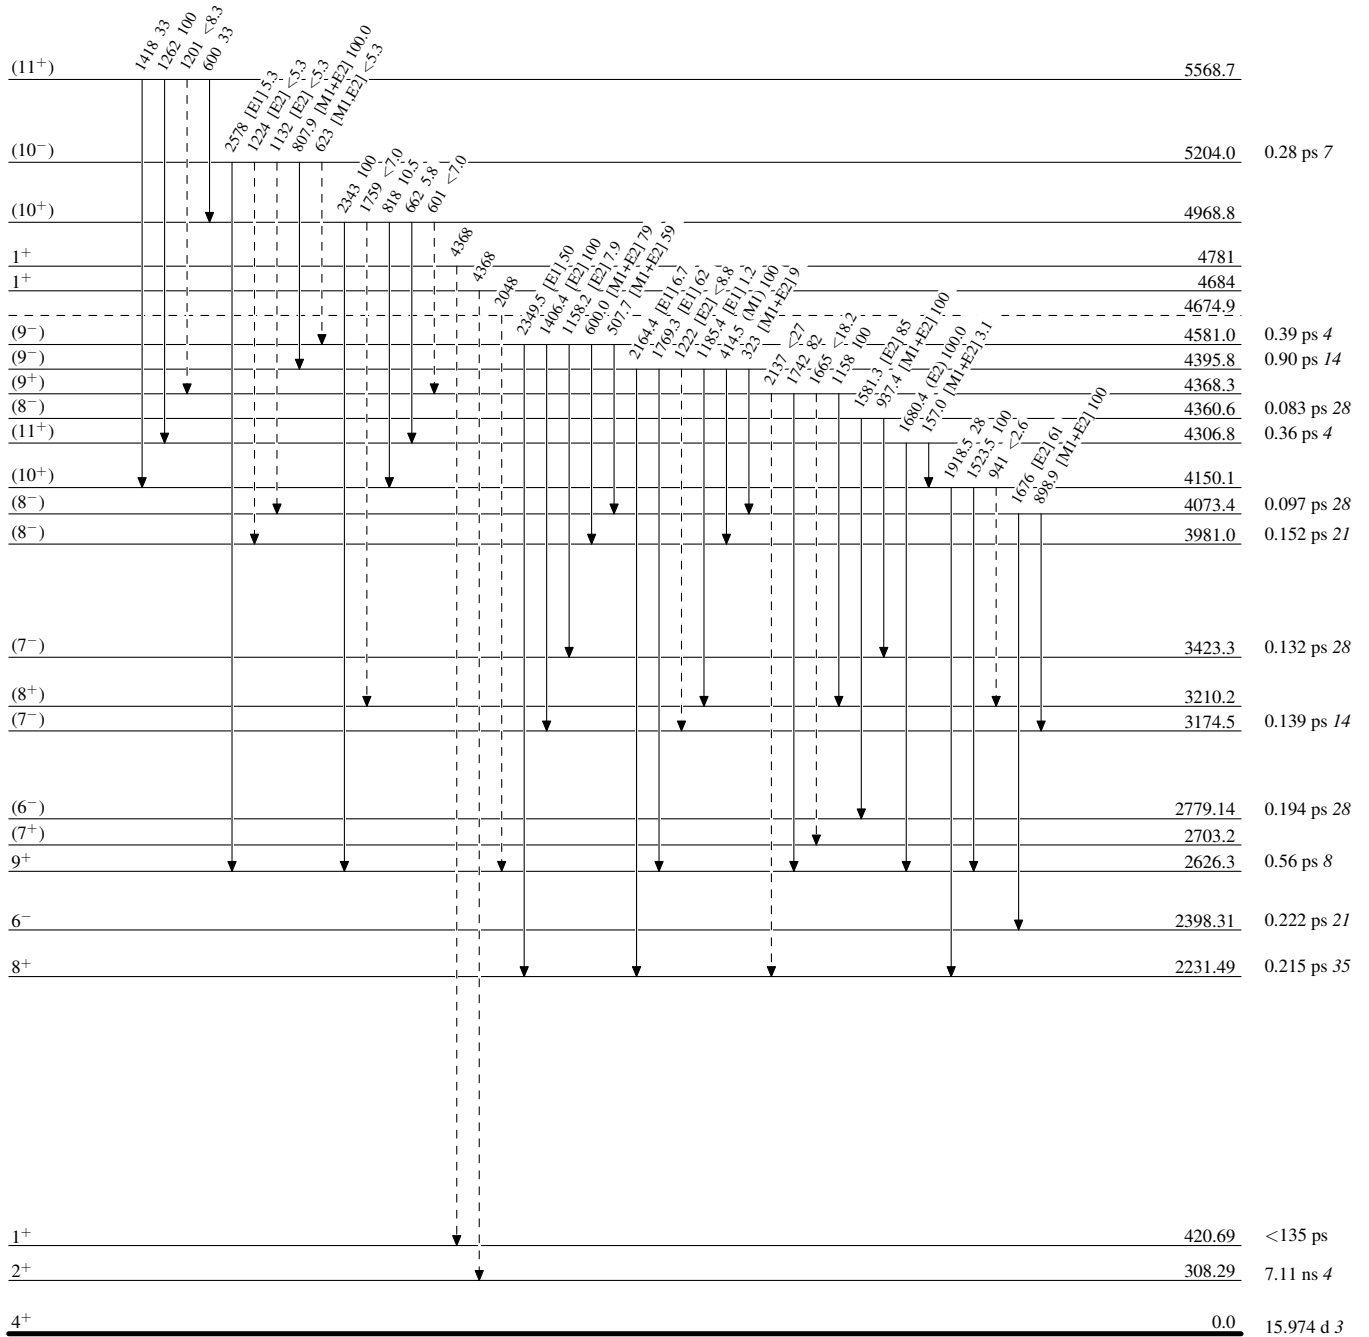 1418 33
1262 100
1201 <8.3
600 33
(11+) 5568.7
2578 [E1] 5.3
1224 [E2] <5.3
1132 [E2] <5.3
807.9 [M1+E2] 100.0
623 [M1,E2] <5.3
(10−) 5204.0 0.28 ps 7
2343 100
1759 <7.0
818 10.5
662 5.8
601 <7.0
(10+) 4968.8
4368
1+ 4781
4368
1+ 4684
2048
4674.9
2349.5 [E1] 50
1406.4 [E2] 100
1158.2 [E2] 7.9
600.0 [M1+E2] 79
507.7 [M1+E2] 59
(9−) 4581.0 0.39 ps 4
2164.4 [E1] 6.7
1769.3 [E1] 62
1222 [E2] <8.8
1185.4 [E1] 1.2
414.5 (M1) 100
323 [M1+E2] 9
(9−) 4395.8 0.90 ps 14
2137 <27
1742 82
1665 <18.2
1158 100
(9+) 4368.3
1581.3 [E2] 85
937.4 [M1+E2] 100
(8−) 4360.6 0.083 ps 28
1680.4 (E2) 100.0
157.0 [M1+E2] 3.1
(11+) 4306.8 0.36 ps 4
1918.5 28
1523.5 100
941 <2.6
(10+) 4150.1
1676 [E2] 61
898.9 [M1+E2] 100
(8−) 4073.4 0.097 ps 28
(8−) 3981.0 0.152 ps 21
(7−) 3423.3 0.132 ps 28
(8+) 3210.2
(7−) 3174.5 0.139 ps 14
(6−) 2779.14 0.194 ps 28
(7+) 2703.2
9+ 2626.3 0.56 ps 8
6− 2398.31 0.222 ps 21
8+ 2231.49 0.215 ps 35
1+ 420.69 <135 ps
2+ 308.29 7.11 ns 4
4+ 0.0 15.974 d 3